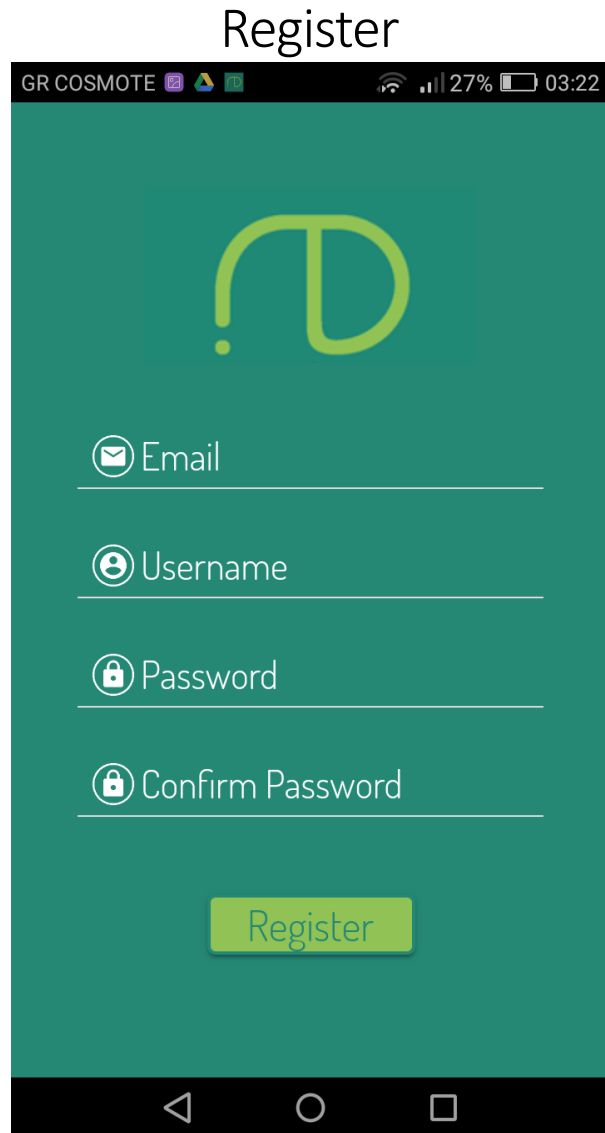 Register
GR COSMOTE 27% 03:22
Email
Username
Password
Confirm Password
Register